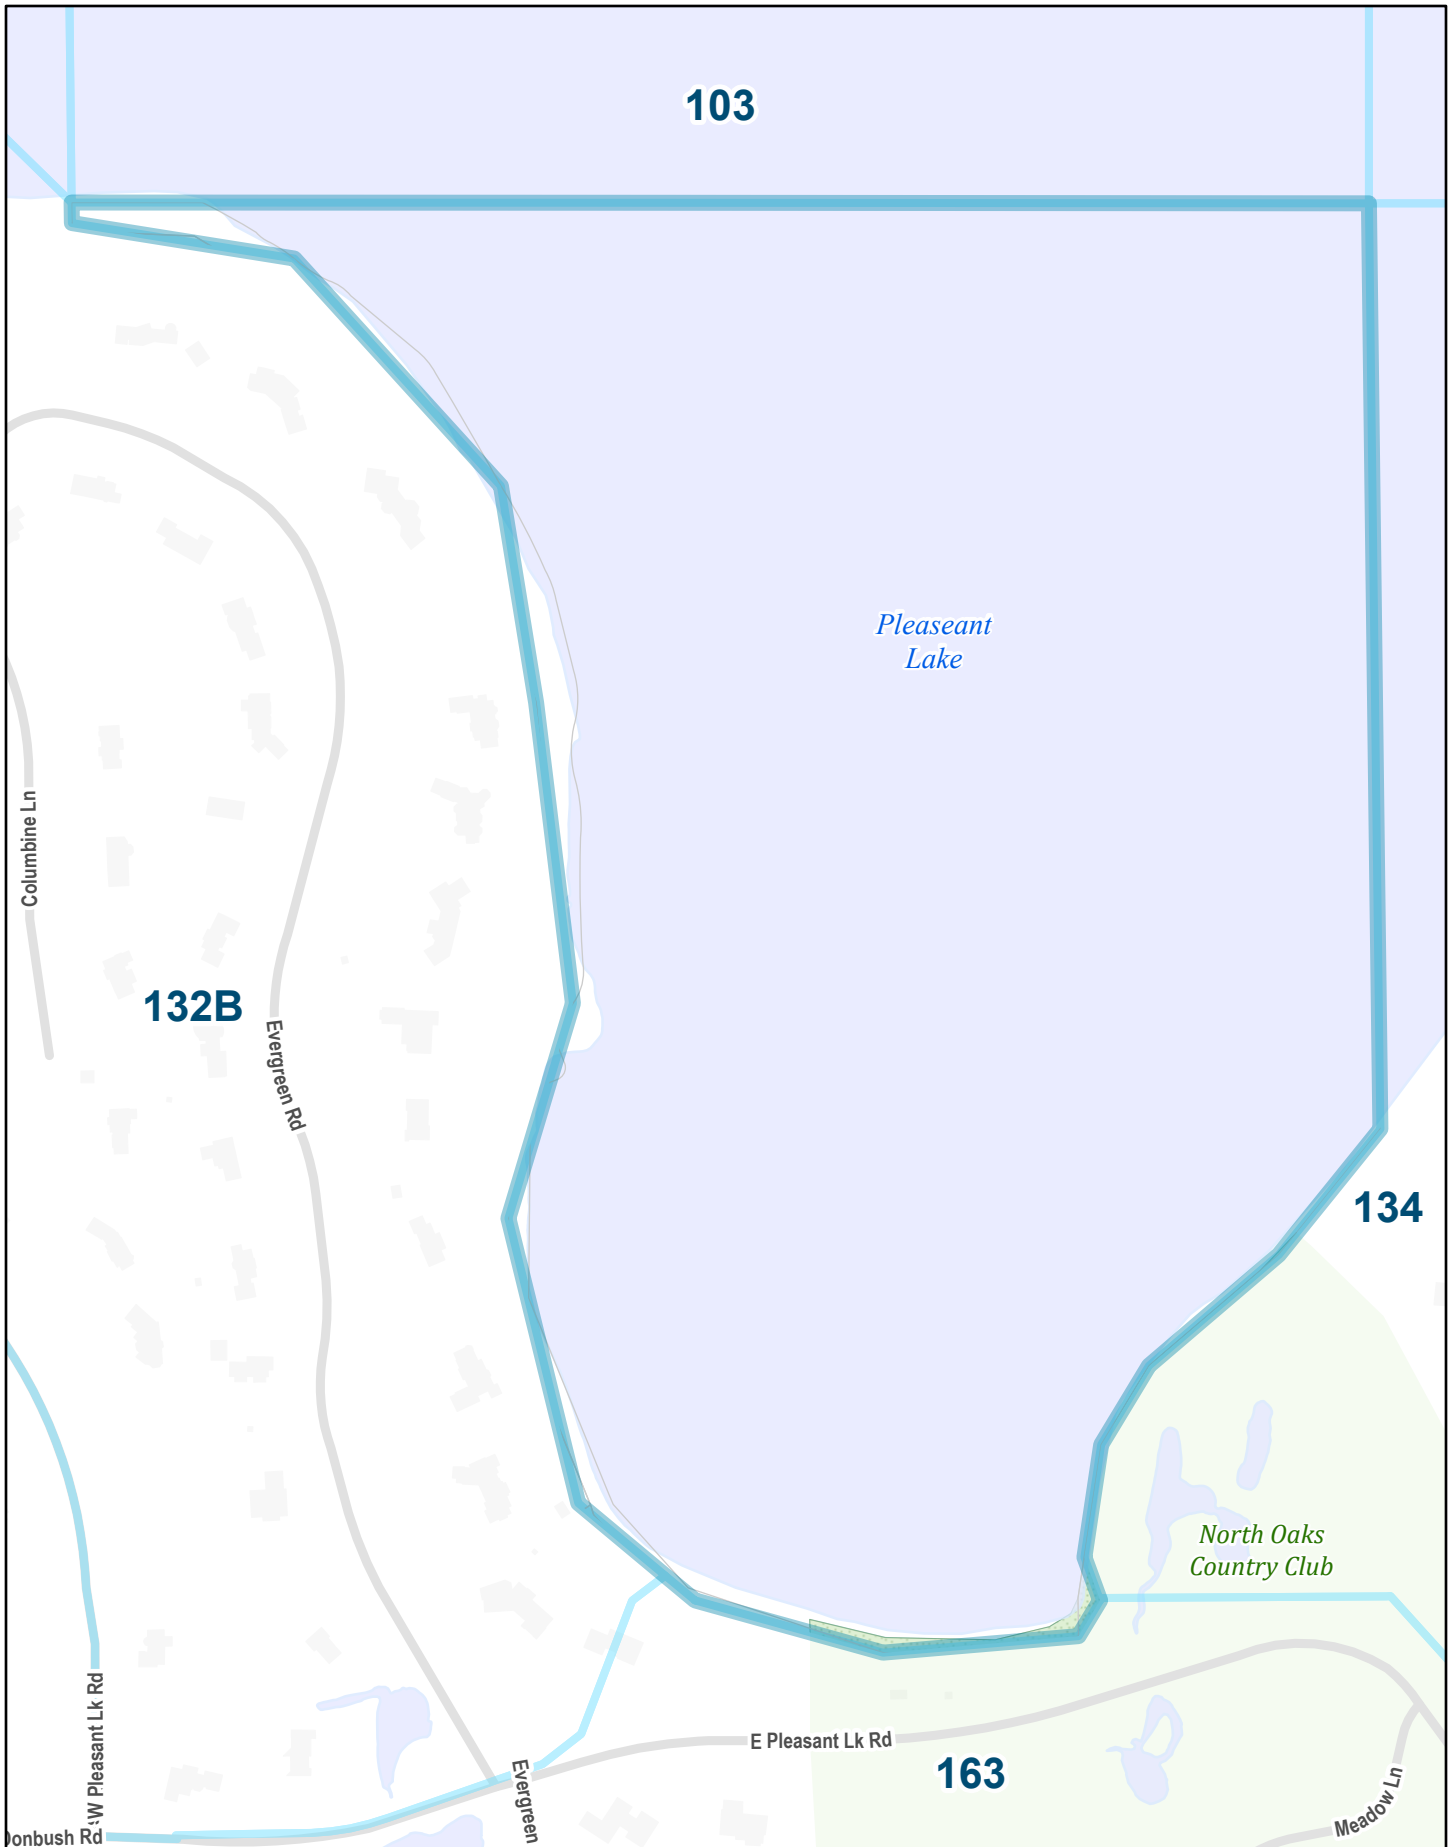 103
Pleaseant
Lake
Columbine Ln
132B
Evergreen Rd
134
North Oaks
Country Club
W Pleasant Lk Rd
E Pleasant Lk Rd
163
Evergreen
Meadow Ln
Donbush Rd